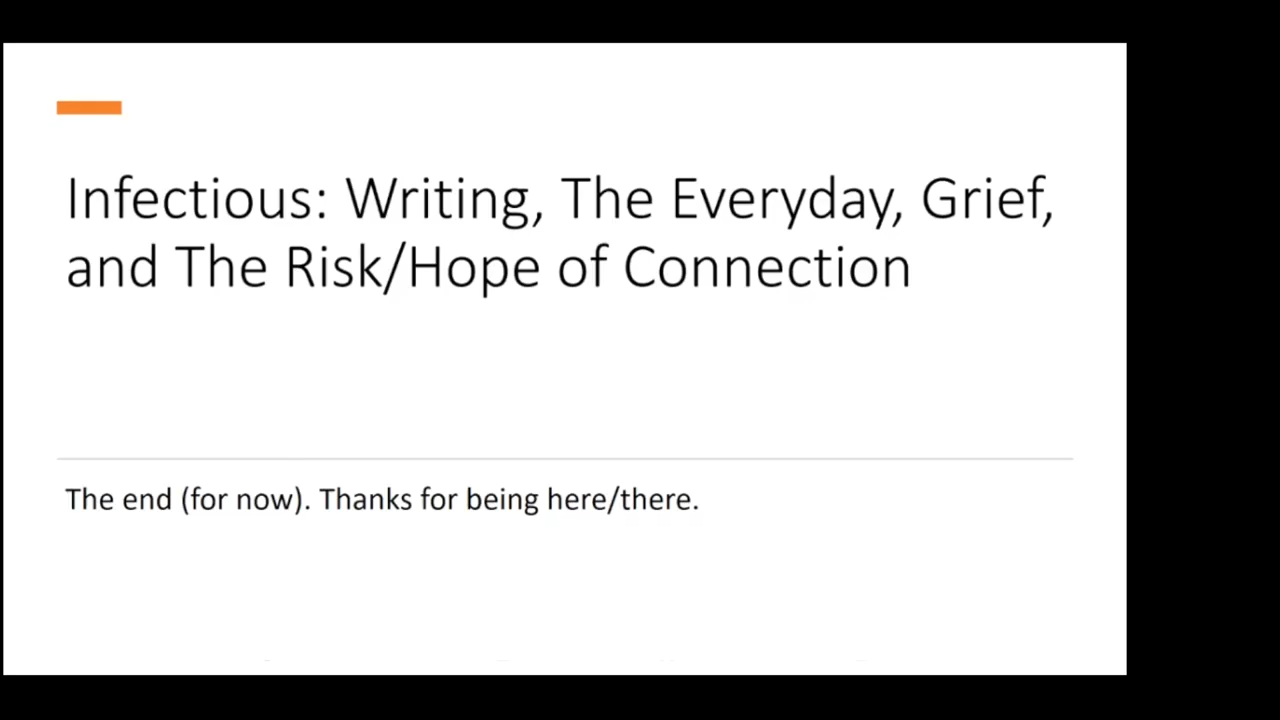 Infectious: Writing, The Everyday, Grief,
and The Risk/Hope of Connection
The end (for now). Thanks for being here/there.